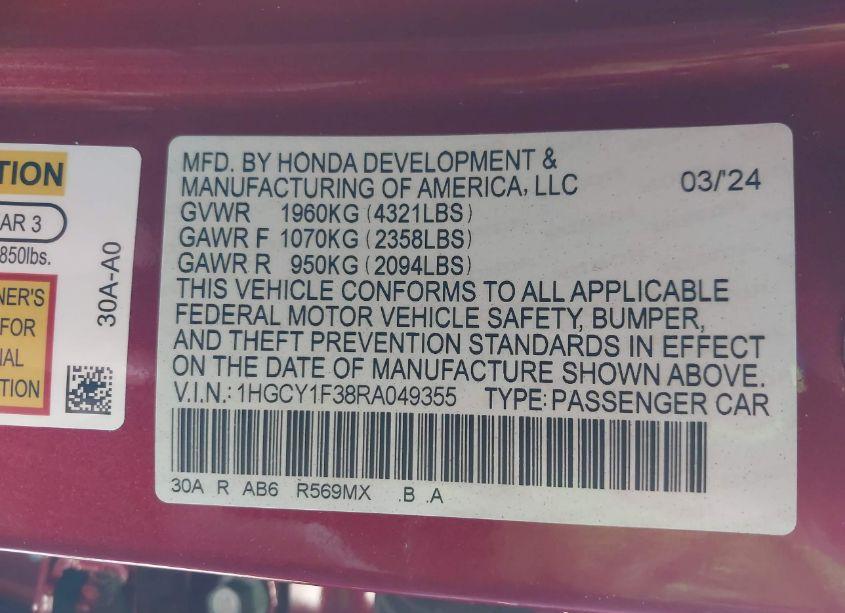 TION
AR 3
850lbs.
NER'S
FOR
NAL
TION
30A-A0
MFD. BY HONDA DEVELOPMENT &
MANUFACTURING OF AMERICA, LLC 03/'24
GVWR 1960KG (4321LBS)
GAWR F 1070KG (2358LBS)
GAWR R 950KG (2094LBS)
THIS VEHICLE CONFORMS TO ALL APPLICABLE
FEDERAL MOTOR VEHICLE SAFETY, BUMPER,
AND THEFT PREVENTION STANDARDS IN EFFECT
ON THE DATE OF MANUFACTURE SHOWN ABOVE.
V.I.N.: 1HGCY1F38RA049355 TYPE: PASSENGER CAR
30A R AB6 R569MX .B .A